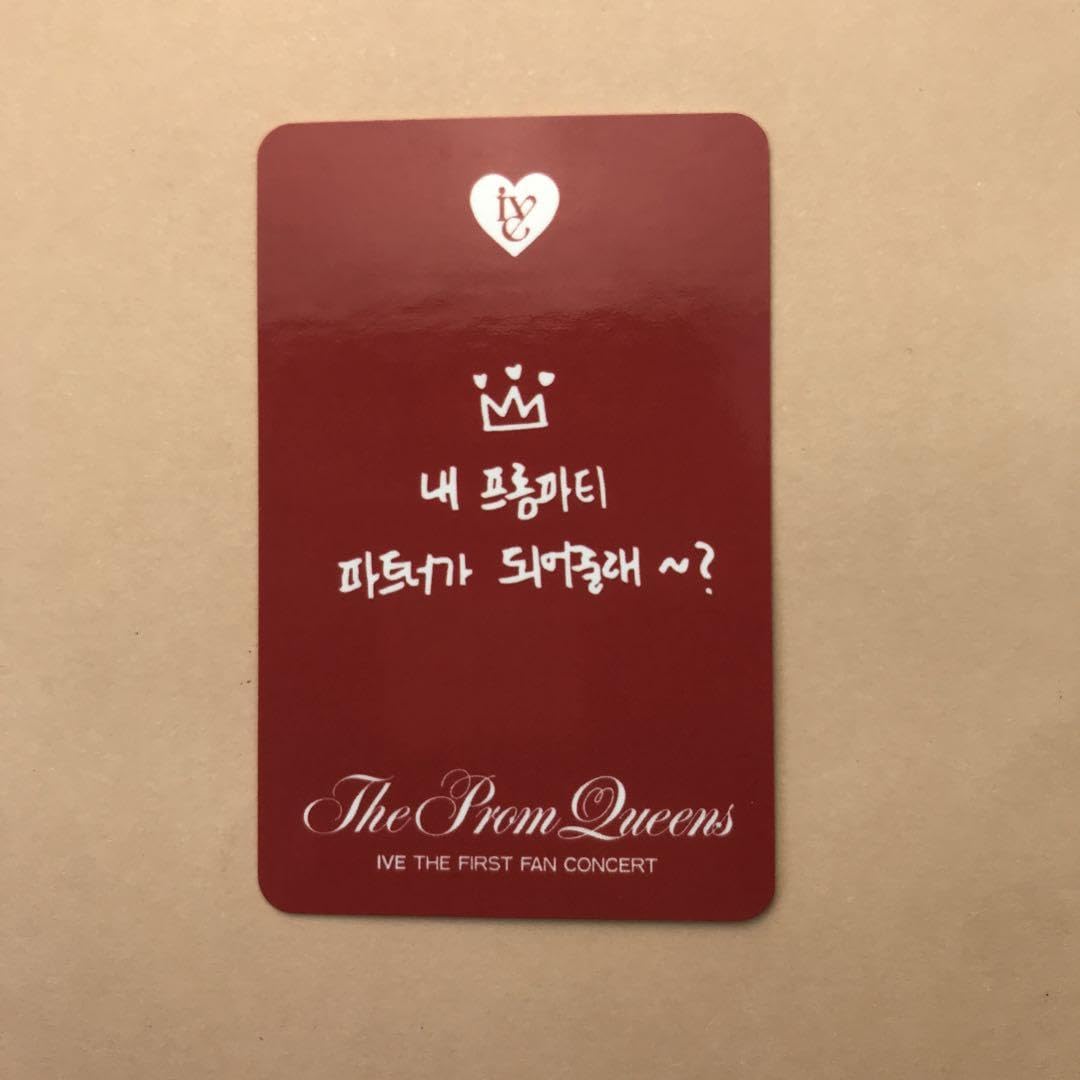 ive
내 프롬파티
파트너가 되어줄래 ~?
The Prom Queens
IVE THE FIRST FAN CONCERT